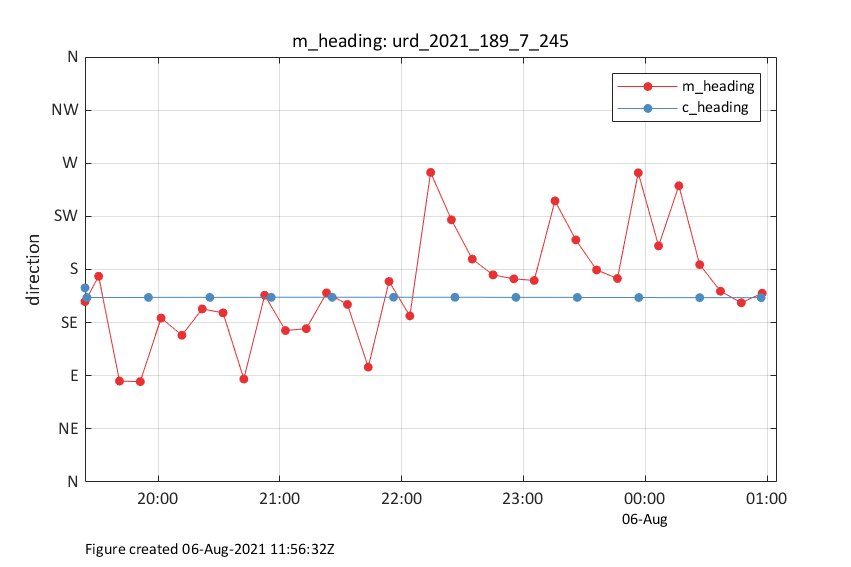 m_heading: urd_2021_189_7_245
N
NW
W
SW
S
SE
E
NE
N
direction
m_heading
c_heading
20:00 21:00 22:00 23:00 00:00 01:00
06-Aug
Figure created 06-Aug-2021 11:56:32Z